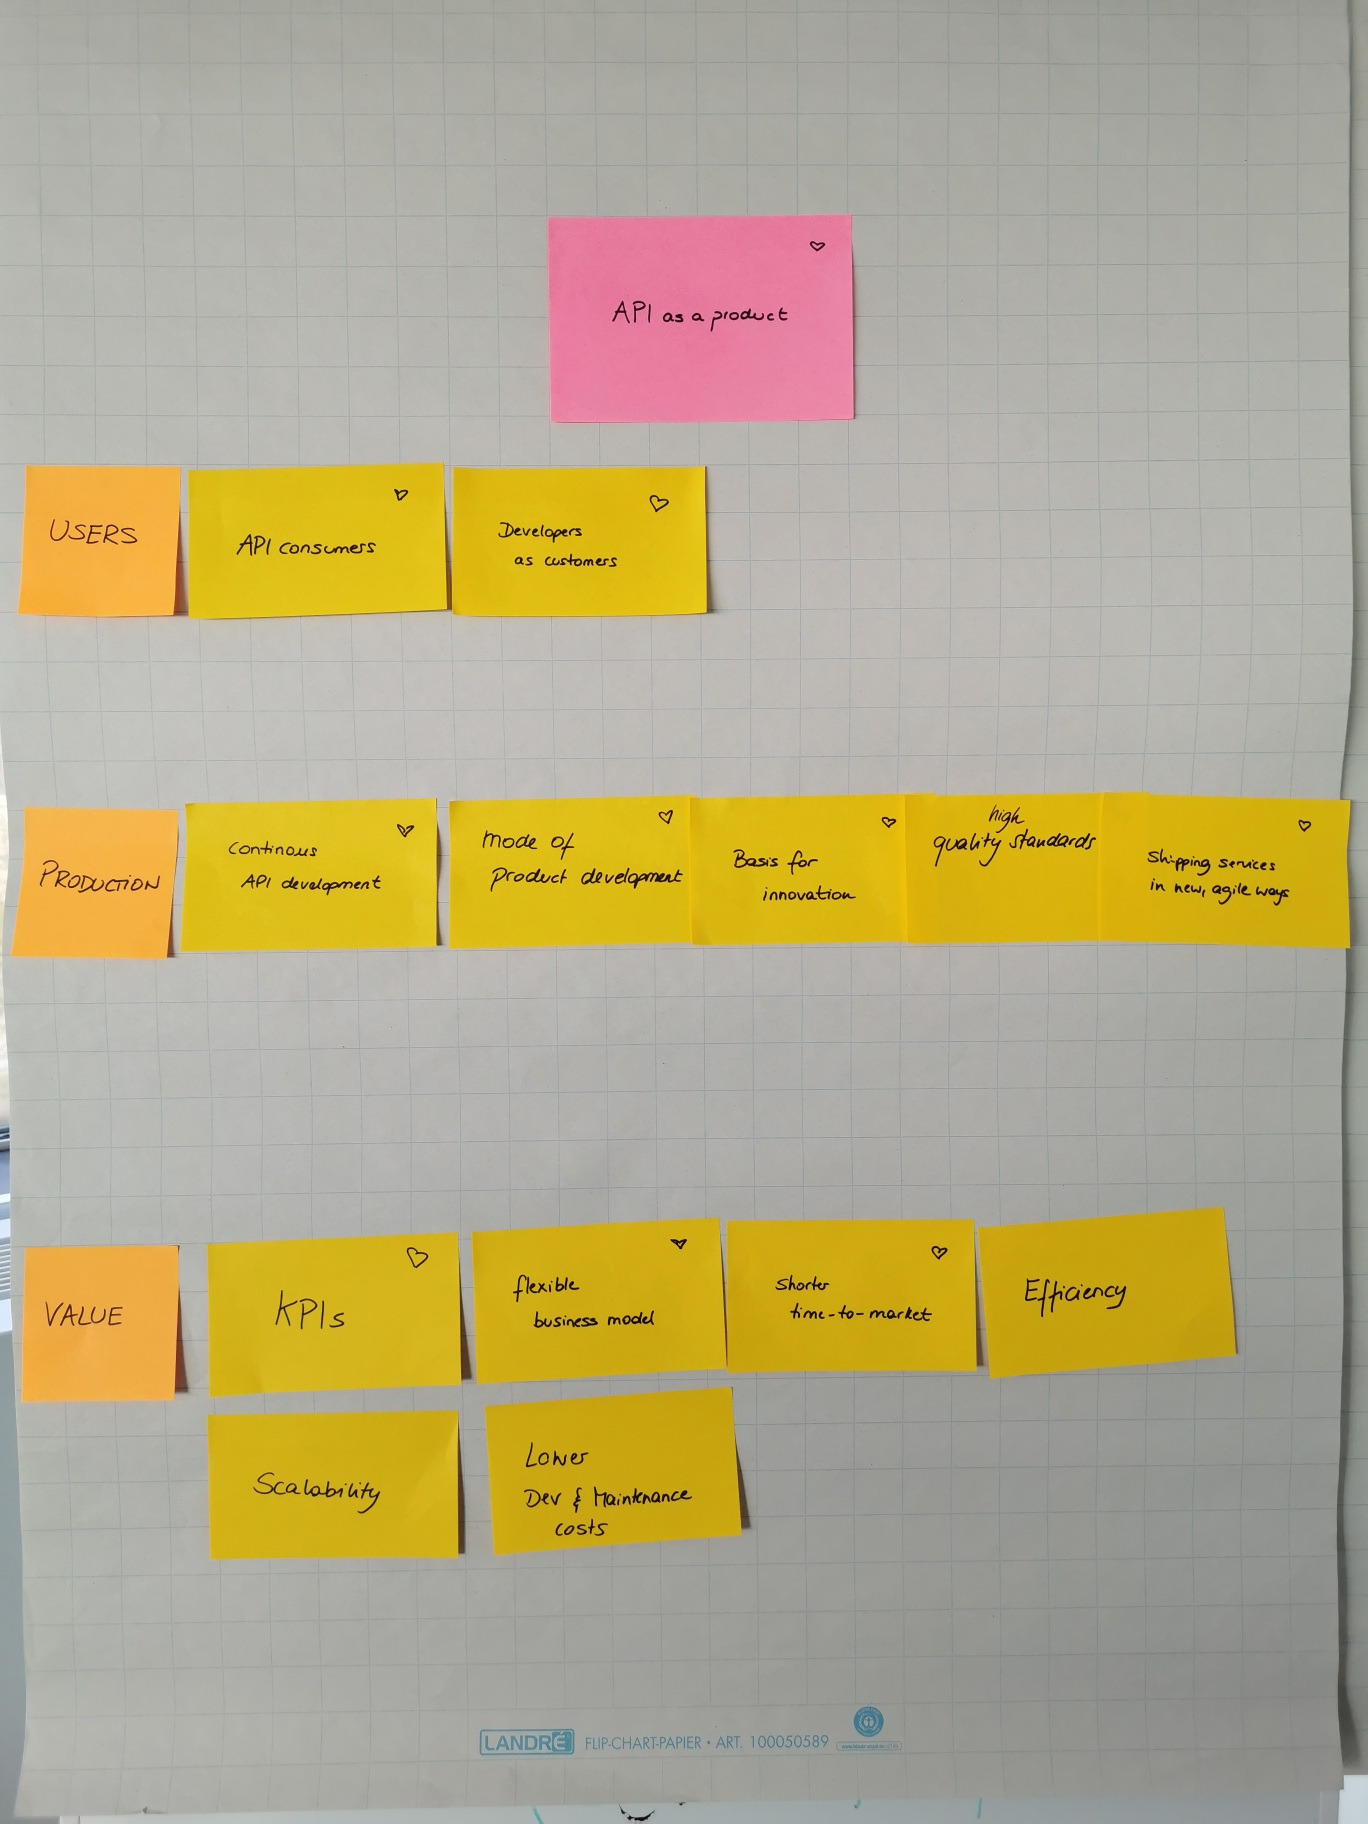 API as a product
USERS
API consumers
Developers
as customers
PRODUCTION
Continous
API development
Mode of
Product development
Basis for
innovation
high
quality standards
Shipping services
in new, agile ways
VALUE
KPIs
flexible
business model
Shorter
time-to-market
Efficiency
Scalability
Lower
Dev & Maintenance
costs
LANDRÉ FLIP-CHART-PAPIER • ART. 100050589